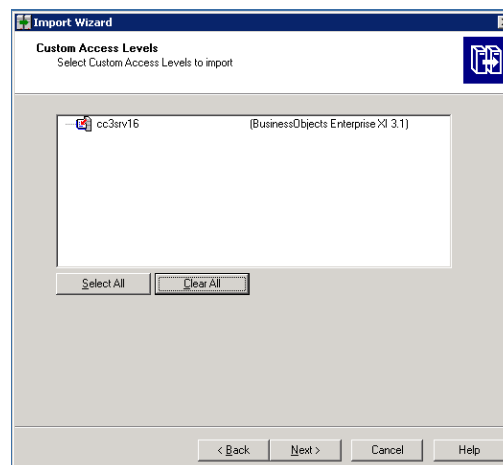 Import Wizard
Custom Access Levels
Select Custom Access Levels to import
cc3srv16 (BusinessObjects Enterprise XI 3.1)
Select All Clear All
< Back Next > Cancel Help